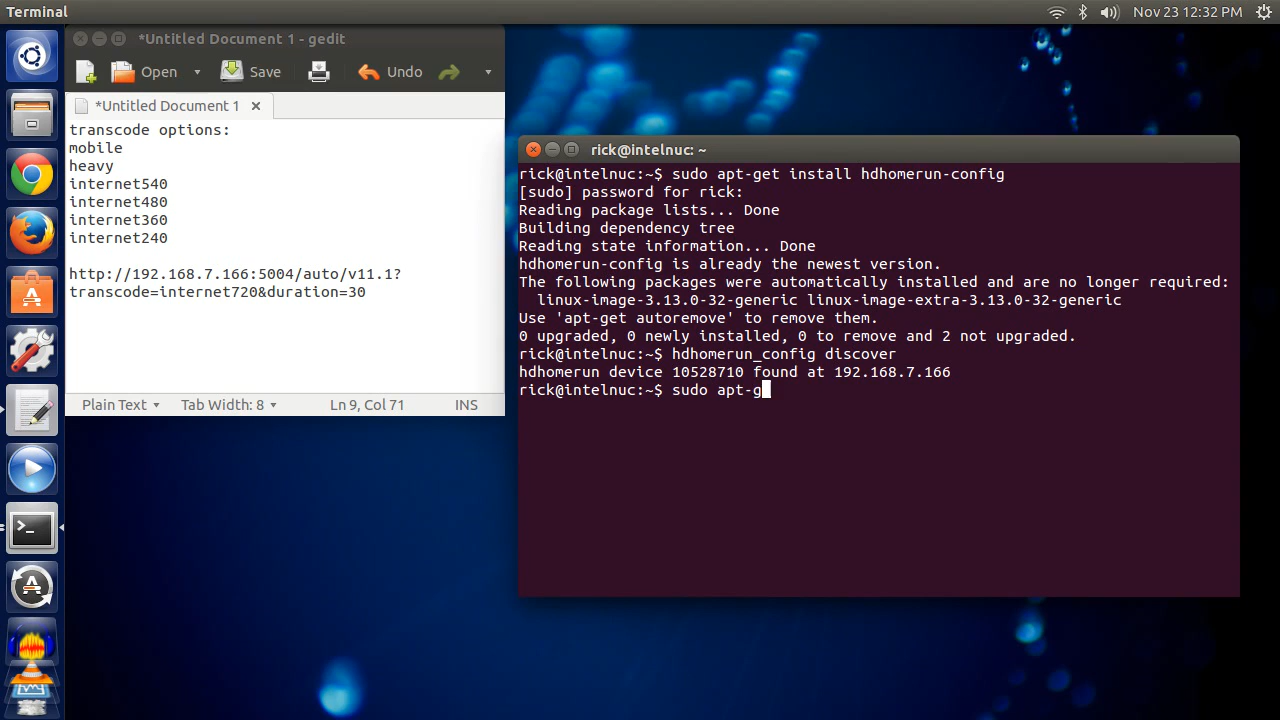 Terminal
Nov 23 12:32 PM
*Untitled Document 1 - gedit
Open Save Undo
*Untitled Document 1
transcode options:
mobile
heavy
internet540
internet480
internet360
internet240
http://192.168.7.166:5004/auto/v11.1?
transcode=internet720&duration=30
Plain Text Tab Width: 8 Ln 9, Col 71 INS
rick@intelnuc: ~
rick@intelnuc:~$ sudo apt-get install hdhomerun-config
[sudo] password for rick:
Reading package lists... Done
Building dependency tree
Reading state information... Done
hdhomerun-config is already the newest version.
The following packages were automatically installed and are no longer required:
linux-image-3.13.0-32-generic linux-image-extra-3.13.0-32-generic
Use 'apt-get autoremove' to remove them.
0 upgraded, 0 newly installed, 0 to remove and 2 not upgraded.
rick@intelnuc:~$ hdhomerun_config discover
hdhomerun device 10528710 found at 192.168.7.166
rick@intelnuc:~$ sudo apt-g